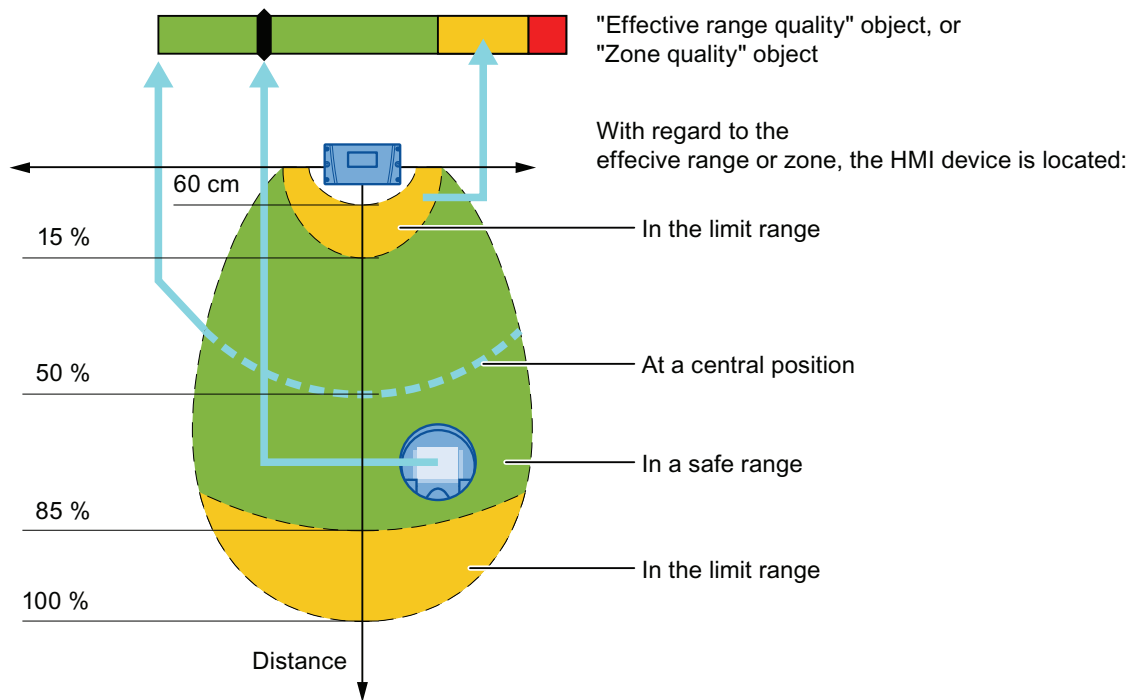 "Effective range quality" object, or
"Zone quality" object
With regard to the
effecive range or zone, the HMI device is located:
60 cm
15 %
In the limit range
50 %
At a central position
In a safe range
85 %
In the limit range
100 %
Distance